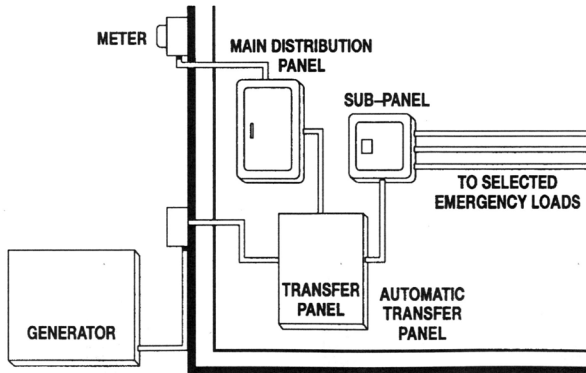 METER
MAIN DISTRIBUTION
PANEL
SUB–PANEL
TO SELECTED
EMERGENCY LOADS
TRANSFER
PANEL
AUTOMATIC
TRANSFER
PANEL
GENERATOR